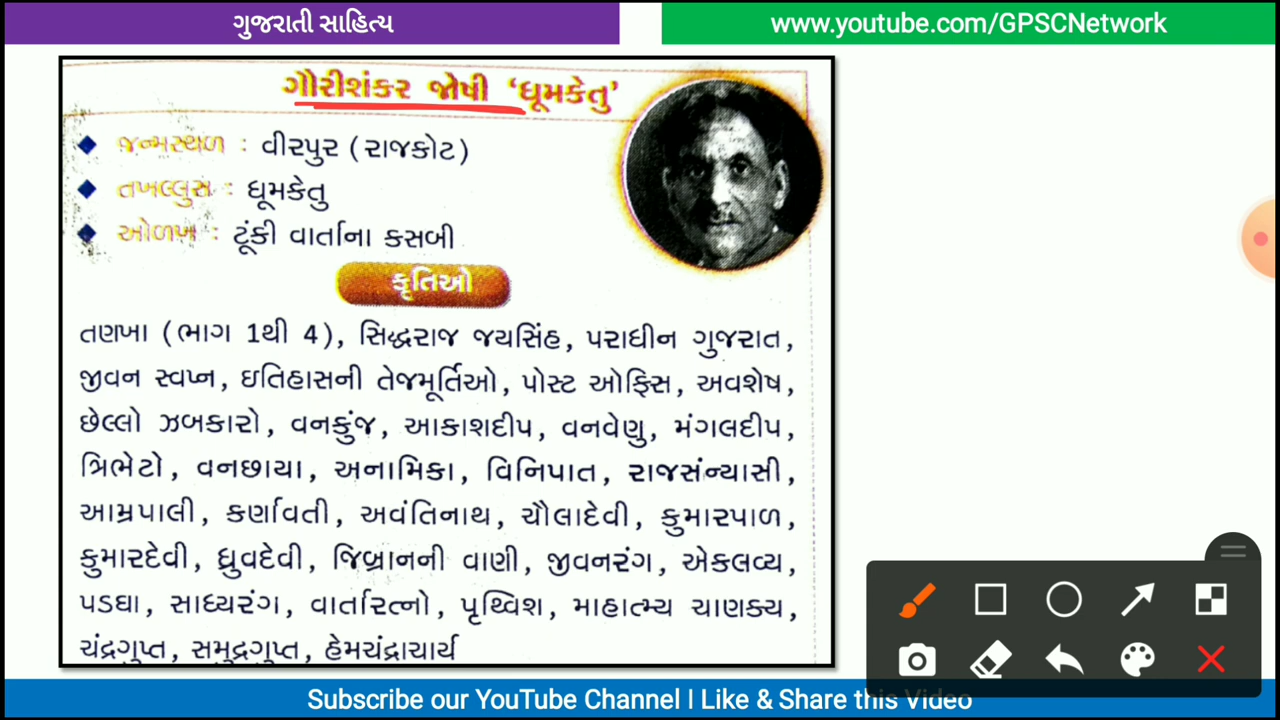 ગુજરાતી સાહિત્ય
www.youtube.com/GPSCNetwork
ગૌરીશંકર જોષી ‘ધૂમકેતુ’
જન્મસ્થળ : વીરપુર (રાજકોટ)
તખલ્લુસ : ધૂમકેતુ
ઓળખ : ટૂંકી વાર્તાના કસબી
કૃતિઓ
તણખા (ભાગ 1થી 4), સિદ્ધરાજ જયસિંહ, પરાધીન ગુજરાત,
જીવન સ્વપ્ન, ઇતિહાસની તેજમૂર્તિઓ, પોસ્ટ ઓફિસ, અવશેષ,
છેલ્લો ઝબકારો, વનકુંજ, આકાશદીપ, વનવેણુ, મંગલદીપ,
ત્રિભેટો, વનછાયા, અનામિકા, વિનિપાત, રાજસંન્યાસી,
આમ્રપાલી, કર્ણાવતી, અવંતિનાથ, ચૌલાદેવી, કુમારપાળ,
કુમારદેવી, ધ્રુવદેવી, જિબ્રાનની વાણી, જીવનરંગ, એકલવ્ય,
પડઘા, સાધ્યરંગ, વાર્તારત્નો, પૃથ્વિશ, માહાત્મ્ય ચાણક્ય,
ચંદ્રગુપ્ત, સમુદ્રગુપ્ત, હેમચંદ્રાચાર્ય
Subscribe our YouTube Channel l Like & Share this Video